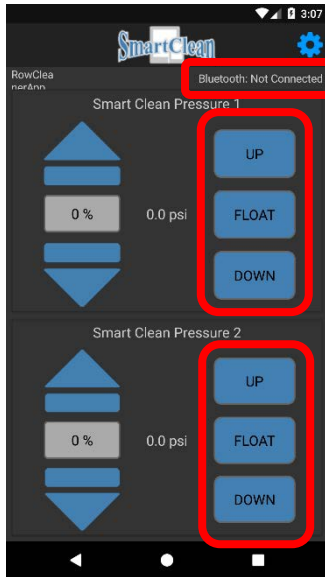 3:07
SmartClean
RowClea
nerApp
Bluetooth: Not Connected
Smart Clean Pressure 1
UP
0 %
0.0 psi
FLOAT
DOWN
Smart Clean Pressure 2
UP
0 %
0.0 psi
FLOAT
DOWN